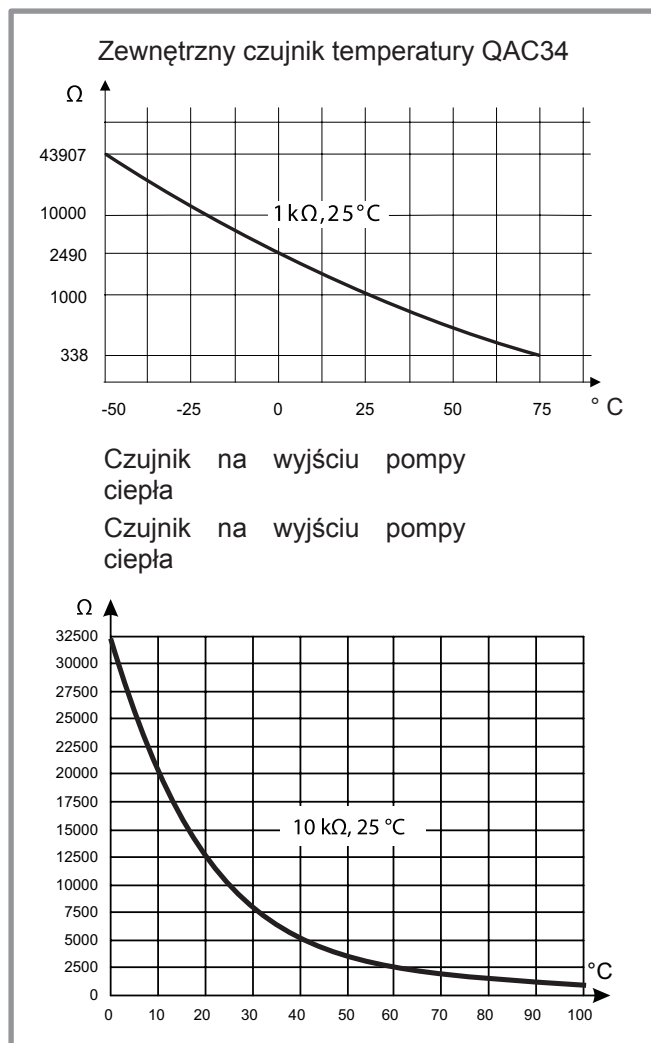 Zewnętrzny czujnik temperatury QAC34
Ω
43907
10000
1 kΩ, 25 °C
2490
1000
338
-50 -25 0 25 50 75 ° C
Czujnik na wyjściu pompy
ciepła
Czujnik na wyjściu pompy
ciepła
Ω
32500
30000
27500
25000
22500
20000
17500
15000
10 kΩ, 25 °C
12500
10000
7500
5000
2500
°C
0
0 10 20 30 40 50 60 70 80 90 100